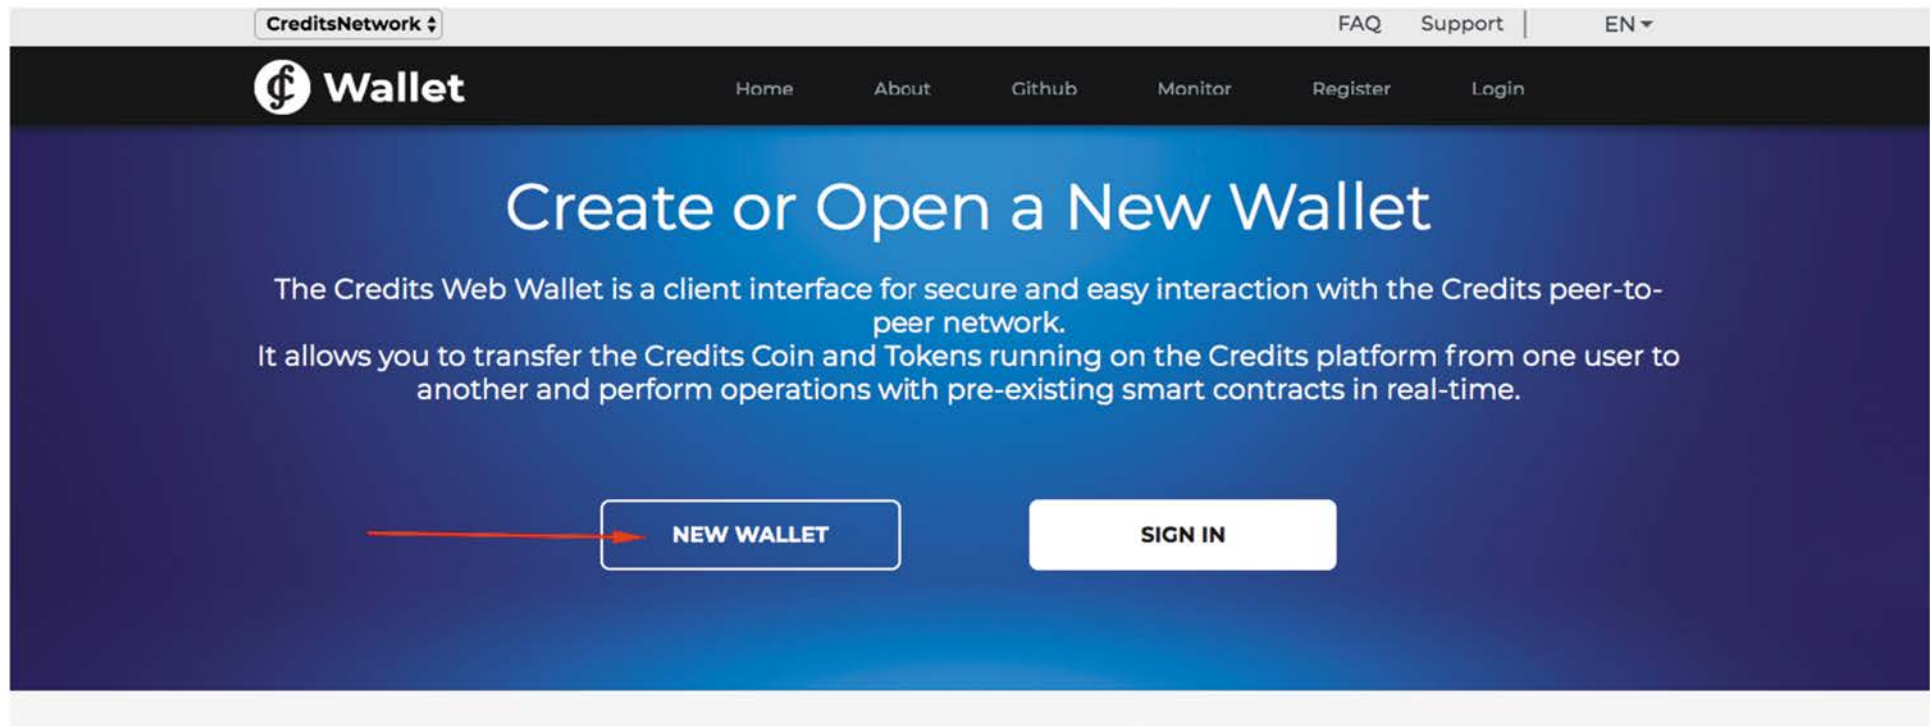 CreditsNetwork FAQ Support EN
Wallet Home About Github Monitor Register Login
Create or Open a New Wallet
The Credits Web Wallet is a client interface for secure and easy interaction with the Credits peer-to-
peer network.
It allows you to transfer the Credits Coin and Tokens running on the Credits platform from one user to
another and perform operations with pre-existing smart contracts in real-time.
NEW WALLET SIGN IN